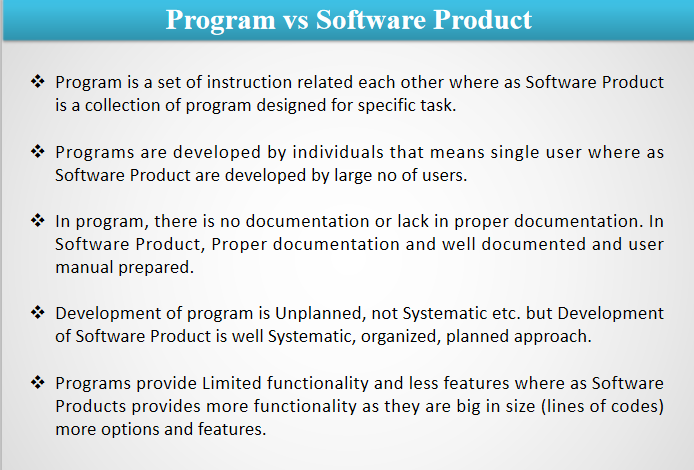 Program vs Software Product
❖ Program is a set of instruction related each other where as Software Product
is a collection of program designed for specific task.
❖ Programs are developed by individuals that means single user where as
Software Product are developed by large no of users.
❖ In program, there is no documentation or lack in proper documentation. In
Software Product, Proper documentation and well documented and user
manual prepared.
❖ Development of program is Unplanned, not Systematic etc. but Development
of Software Product is well Systematic, organized, planned approach.
❖ Programs provide Limited functionality and less features where as Software
Products provides more functionality as they are big in size (lines of codes)
more options and features.